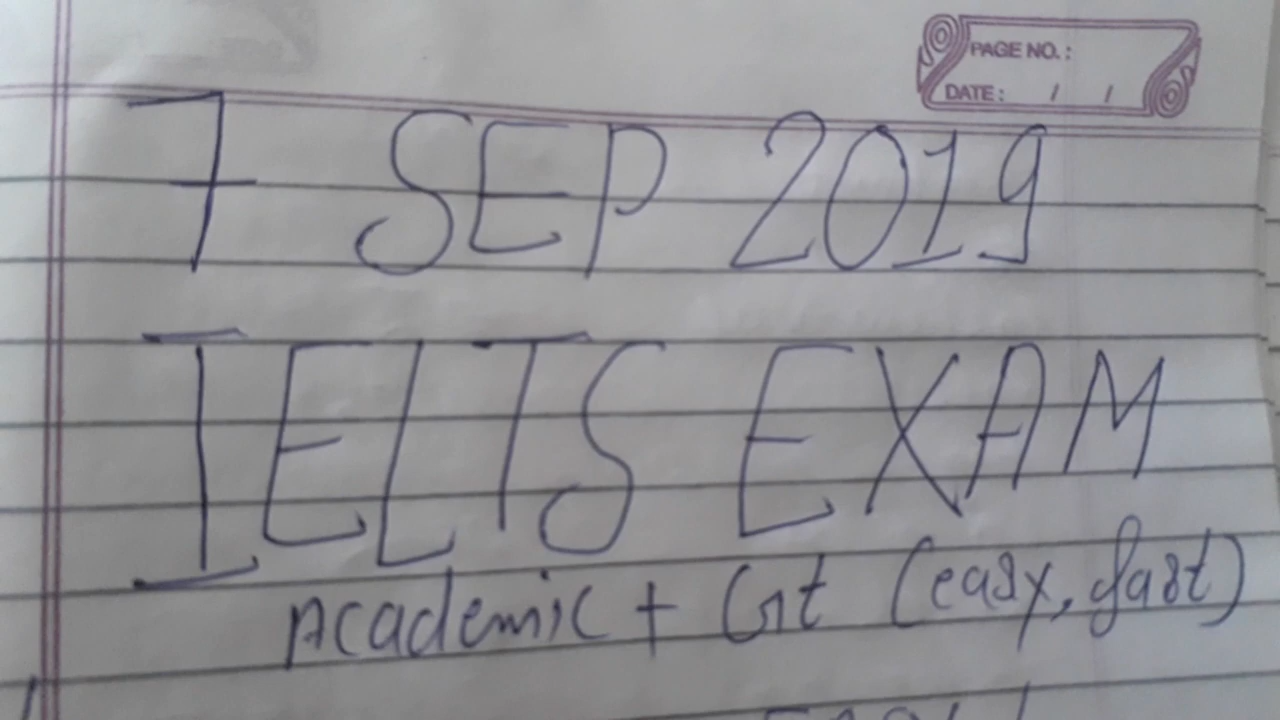 PAGE NO.:
DATE: / /
7 SEP 2019
IELTS EXAM
Academic + Gt (easy, fast)